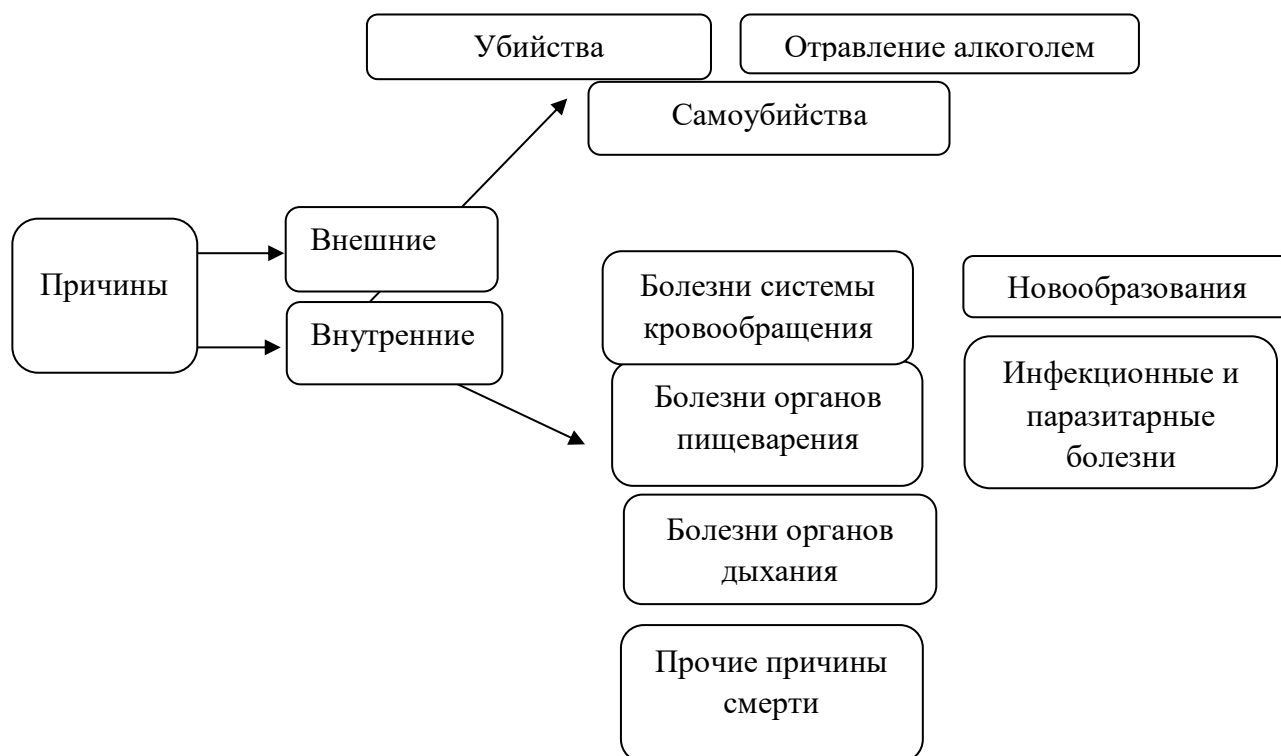 Убийства
Отравление алкоголем
Самоубийства
Причины
Внешние
Внутренние
Болезни системы
кровообращения
Новообразования
Болезни органов
пищеварения
Инфекционные и
паразитарные
болезни
Болезни органов
дыхания
Прочие причины
смерти